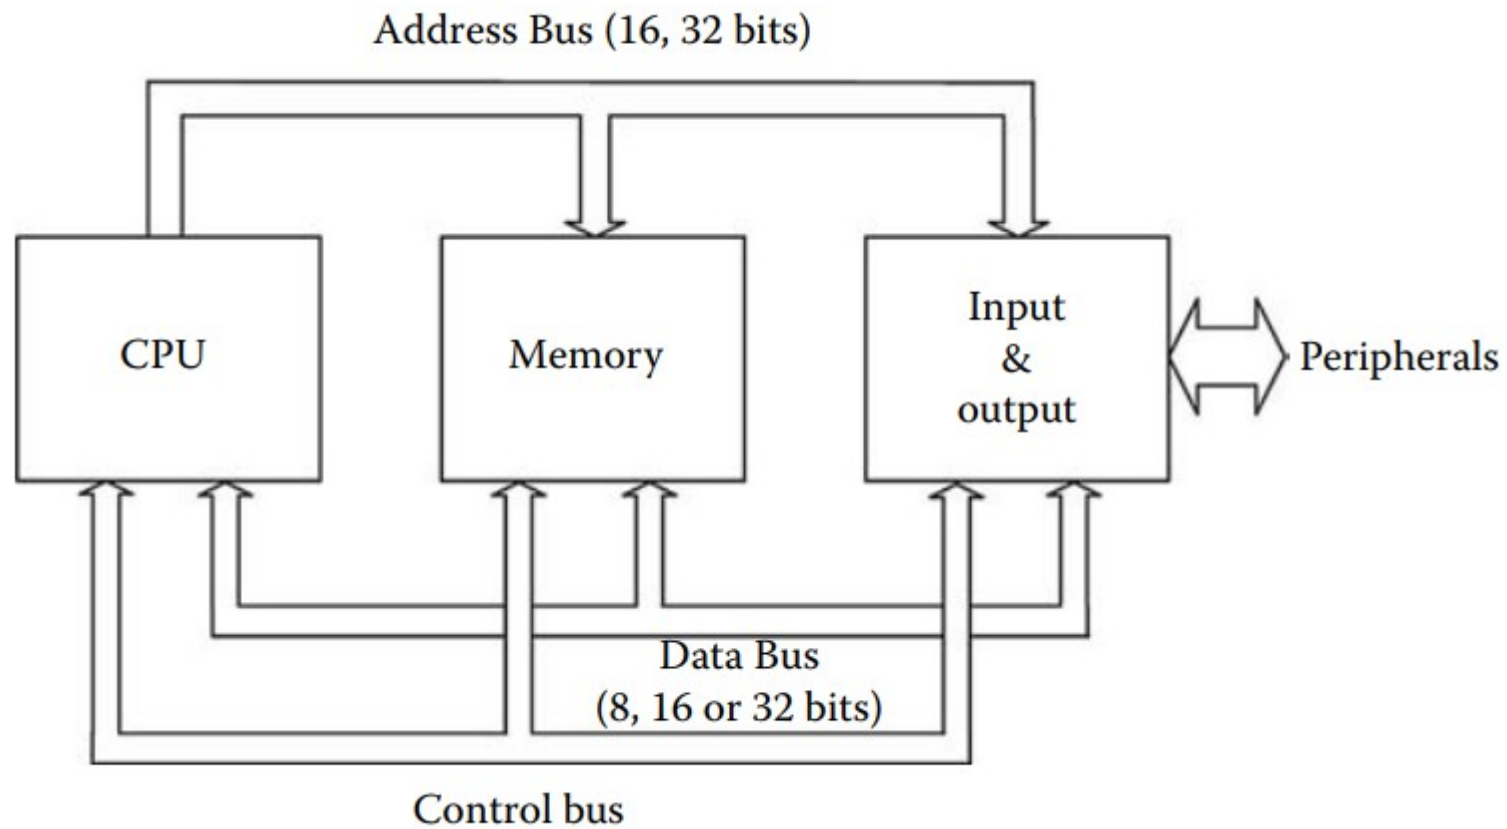 Address Bus (16, 32 bits)
CPU
Memory
Input
&
output
Peripherals
Data Bus
(8, 16 or 32 bits)
Control bus